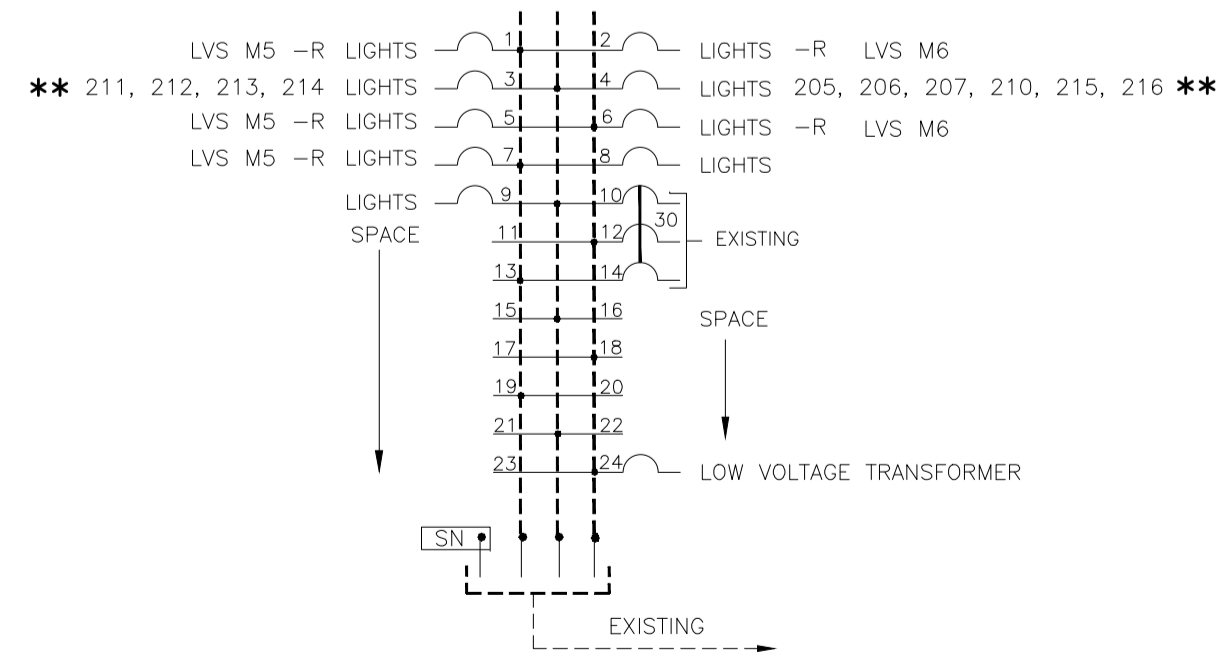 LVS M5 -R LIGHTS 1 2 LIGHTS -R LVS M6
** 211, 212, 213, 214 LIGHTS 3 4 LIGHTS 205, 206, 207, 210, 215, 216 **
LVS M5 -R LIGHTS 5 6 LIGHTS -R LVS M6
LVS M5 -R LIGHTS 7 8 LIGHTS
LIGHTS 9 10
30
SPACE 11 12 EXISTING
13 14
15 16 SPACE
17 18
19 20
21 22
23 24 LOW VOLTAGE TRANSFORMER
SN
EXISTING